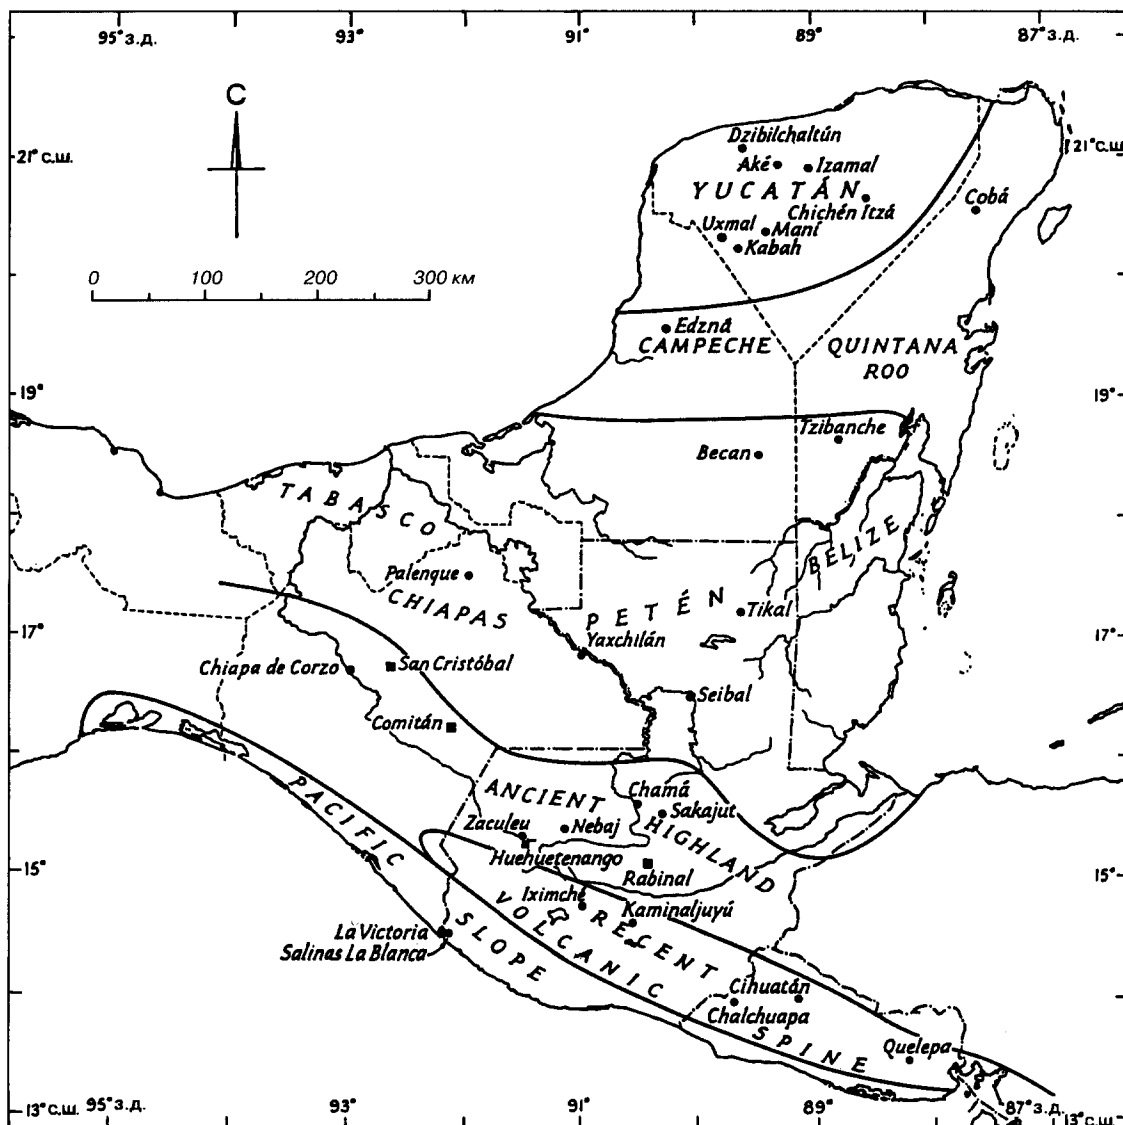 95° З.Д.
93°
91°
89°
87° З.Д.
С
21° С.Ш.
21° С.Ш.
Dzibilchaltún
Aké
Izamal
YUCATÁN
Chichén Itzá
Cobá
Uxmal
Maní
Kabah
0 100 200 300 КМ
Edzná
CAMPECHE
QUINTANA
ROO
19°
19°
Tzibanche
Becan
TABASCO
BELIZE
Palenque
CHIAPAS
PETÉN
Tikal
17°
17°
Yaxchilán
Chiapa de Corzo
San Cristóbal
Seibal
Comitán
PACIFIC
ANCIENT
Chamá
Sakajut
HIGHLAND
Zaculeu
Nebaj
Huehuetenango
15°
15°
Rabinal
Iximché
Kaminaljuyú
VOLCANIC
RECENT
SLOPE
La Victoria
Salinas La Blanca
Cihuatán
Chalchuapa
SPINE
Quelepa
13° С.Ш.
95° З.Д.
93°
91°
89°
87° З.Д.
13° С.Ш.